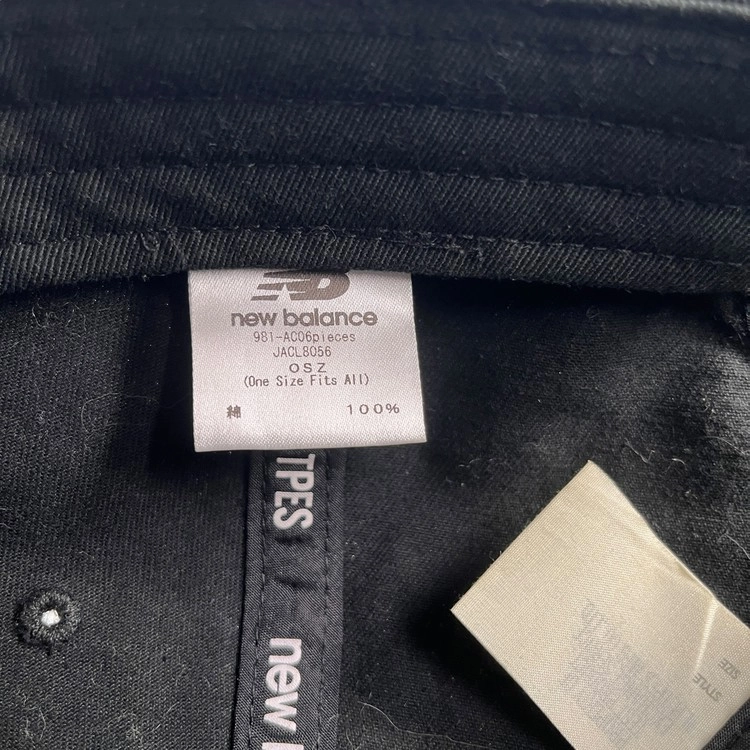 new balance
981-AC06pieces
JACL8056
OSZ
(One Size Fits All)
綿 100%
TPES
new
STYLE
SIZE